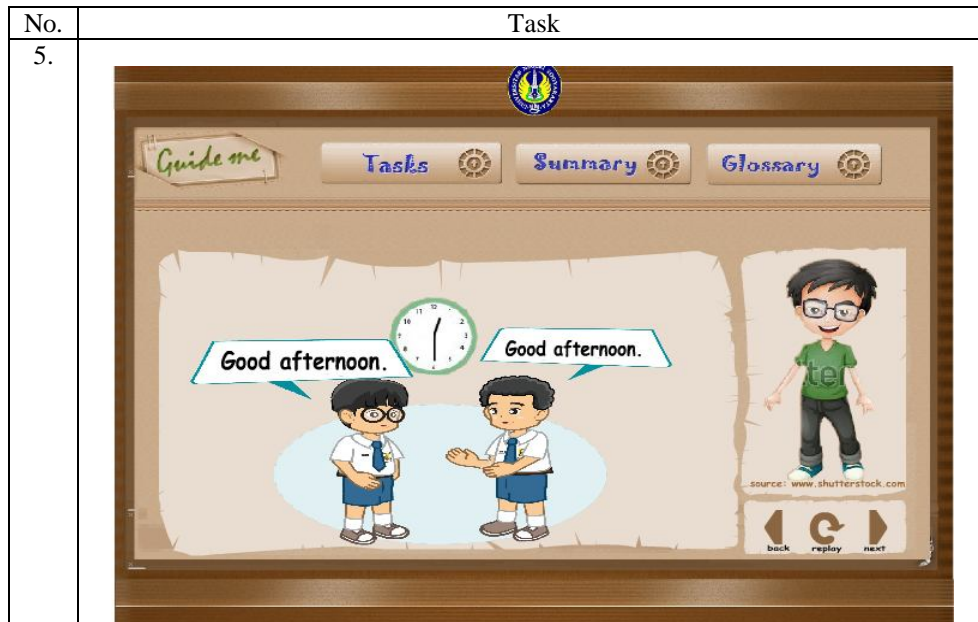 No. Task
5.
Guide me
Tasks
Summary
Glossary
Good afternoon.
Good afternoon.
source: www.shutterstock.com
back replay next